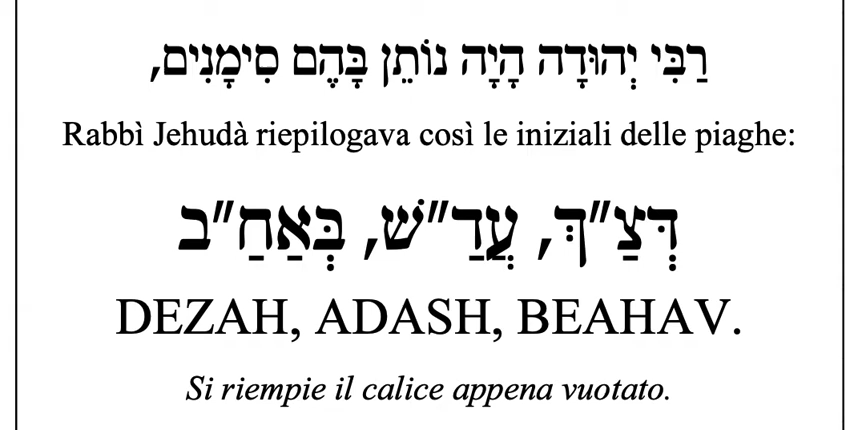 רַבִּי יְהוּדָה הָיָה נוֹתֵן בָּהֶם סִימָנִים,
Rabbì Jehudà riepilogava così le iniziali delle piaghe:
דְּצַ״ךְ, עֲדַ״שׁ, בְּאַחַ״ב
DEZAH, ADASH, BEAHAV.
Si riempie il calice appena vuotato.